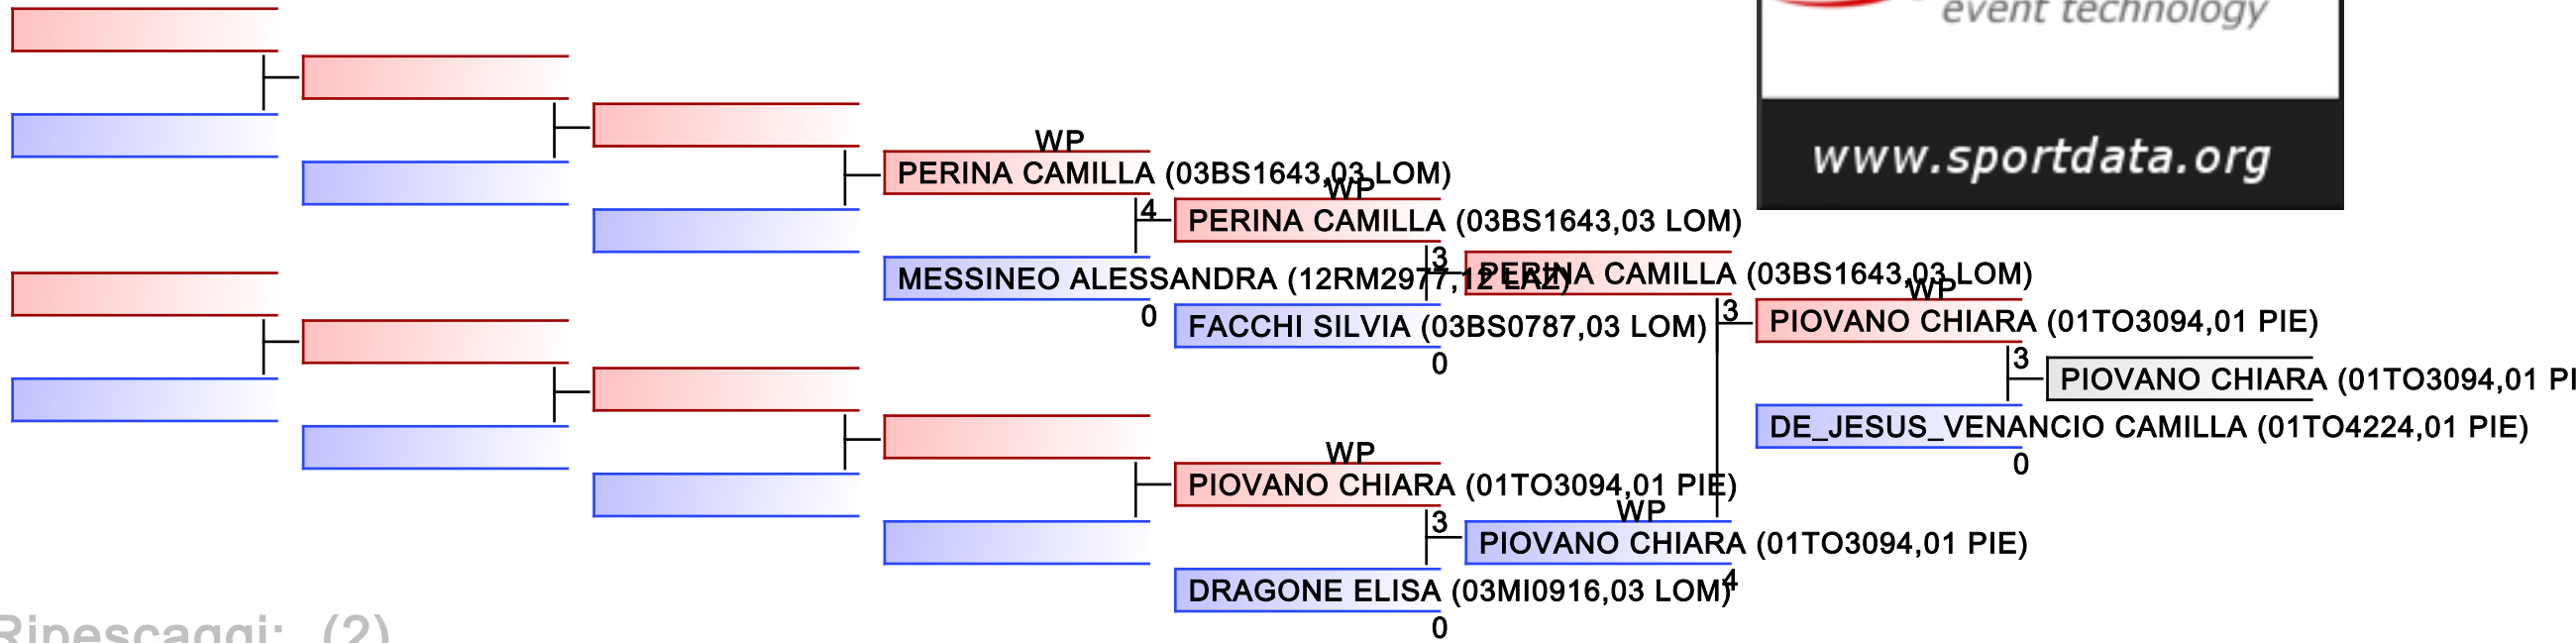 event technology
www.sportdata.org
WP
PERINA CAMILLA (03BS1643,03 LOM)
WP
4
PERINA CAMILLA (03BS1643,03 LOM)
3
PERINA CAMILLA (03BS1643,03 LOM)
MESSINEO ALESSANDRA (12RM2977,12 LAZ)
WP
0
3
FACCHI SILVIA (03BS0787,03 LOM)
PIOVANO CHIARA (01TO3094,01 PIE)
0
3
PIOVANO CHIARA (01TO3094,01 PI
DE_JESUS_VENANCIO CAMILLA (01TO4224,01 PIE)
WP
0
PIOVANO CHIARA (01TO3094,01 PIE)
WP
3
PIOVANO CHIARA (01TO3094,01 PIE)
4
DRAGONE ELISA (03MI0916,03 LOM)
0
Ripescaggi: (2)